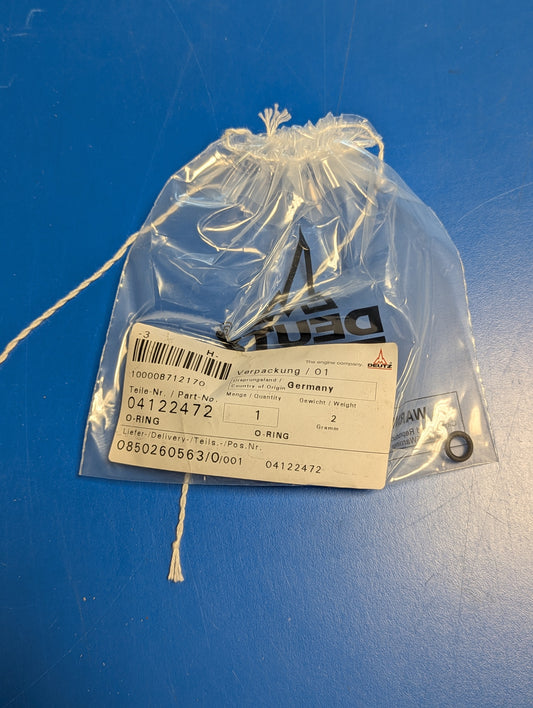 DEUTZ
-3
H-
100008712170
Teile-Nr. / Part-No.
04122472
O-RING
Verpackung / 01
The engine company. DEUTZ
Ursprungsland /
Country of Origin Germany
Menge / Quantity
1
Gewicht / Weight
2
Gramm
O-RING
Liefer-/Delivery-/Teils.-/Pos.Nr.
0850260563/0/001 04122472
WARN